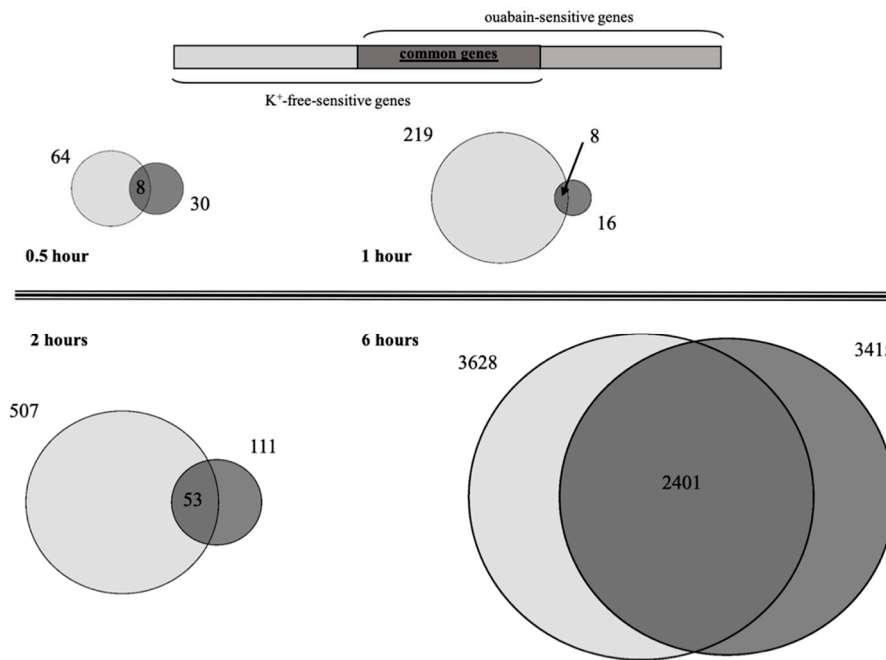 ouabain-sensitive genes
common genes
K+-free-sensitive genes
64
8
30
0.5 hour
219
8
16
1 hour
2 hours
507
111
53
6 hours
3628
2401